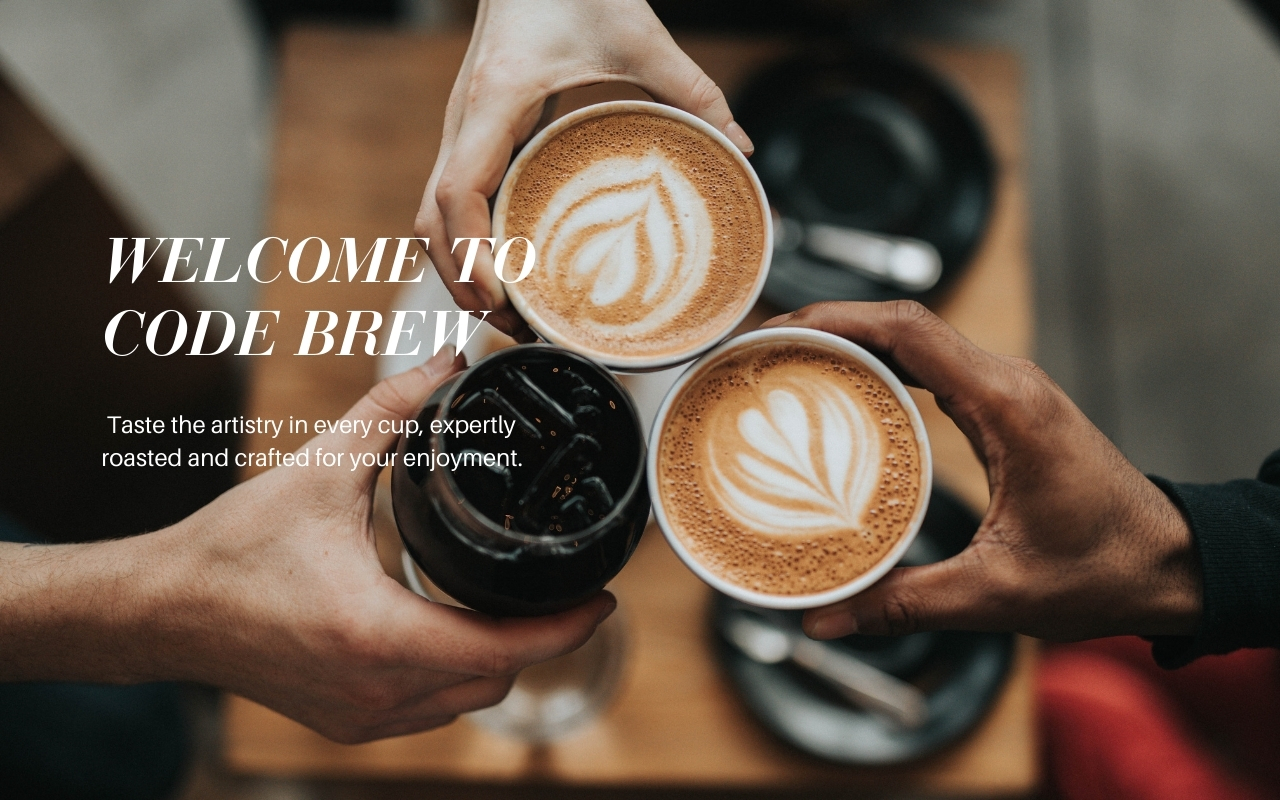 WELCOME TO
CODE BREW
Taste the artistry in every cup, expertly
roasted and crafted for your enjoyment.